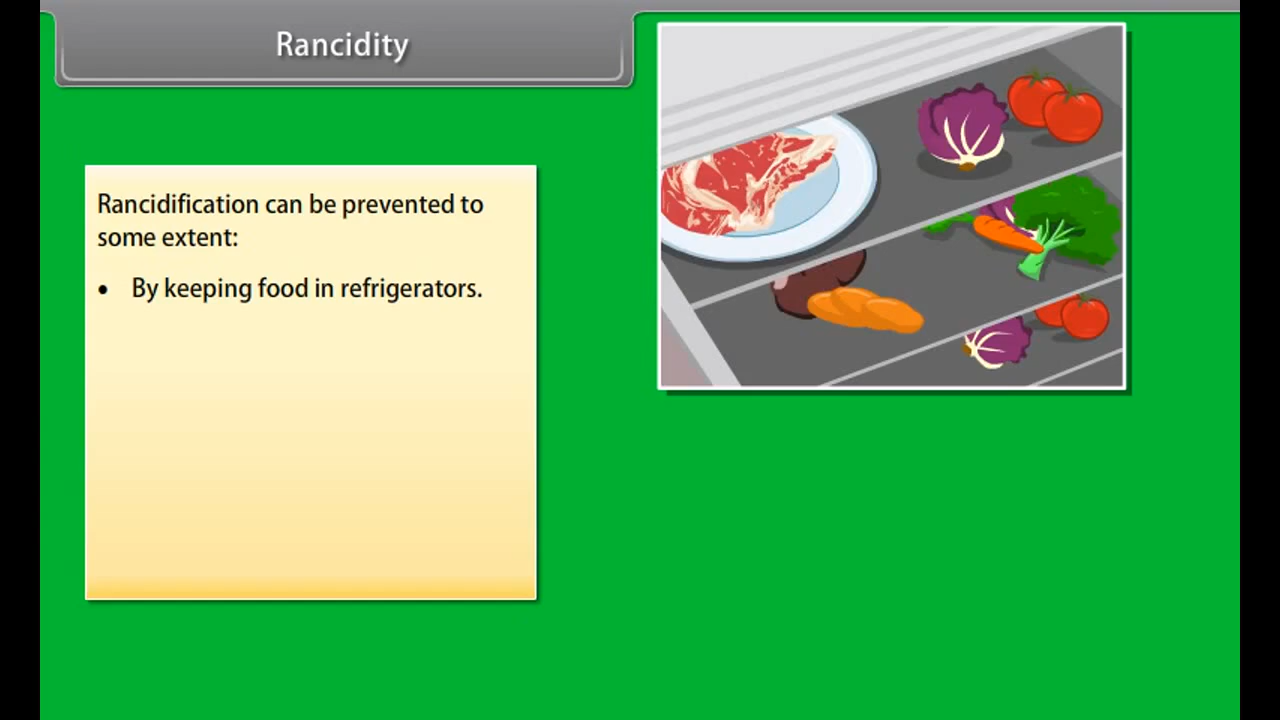 Rancidity
Rancidification can be prevented to
some extent:
• By keeping food in refrigerators.